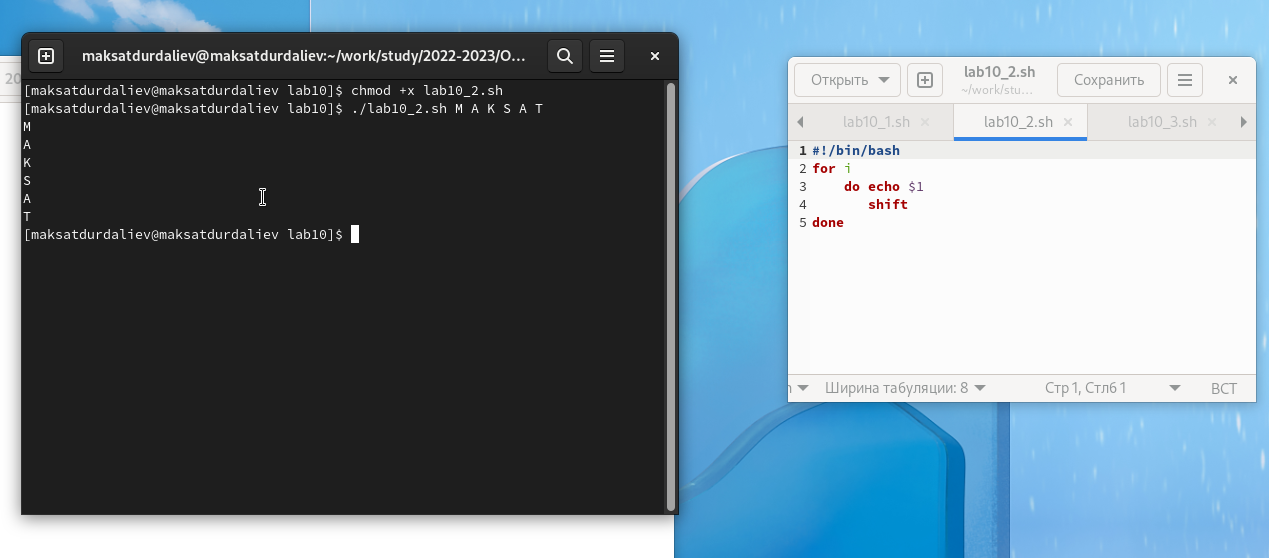 maksatdurdaliev@maksatdurdaliev:~/work/study/2022-2023/O...
[maksatdurdaliev@maksatdurdaliev lab10]$ chmod +x lab10_2.sh
[maksatdurdaliev@maksatdurdaliev lab10]$ ./lab10_2.sh M A K S A T
M
A
K
S
A
T
[maksatdurdaliev@maksatdurdaliev lab10]$
20
Открыть
lab10_2.sh
~/work/stu...
Сохранить
lab10_1.sh
lab10_2.sh
lab10_3.sh
1 #!/bin/bash
2 for i
3     do echo $1
4        shift
5 done
Ширина табуляции: 8
Стр 1, Стлб 1
ВСТ